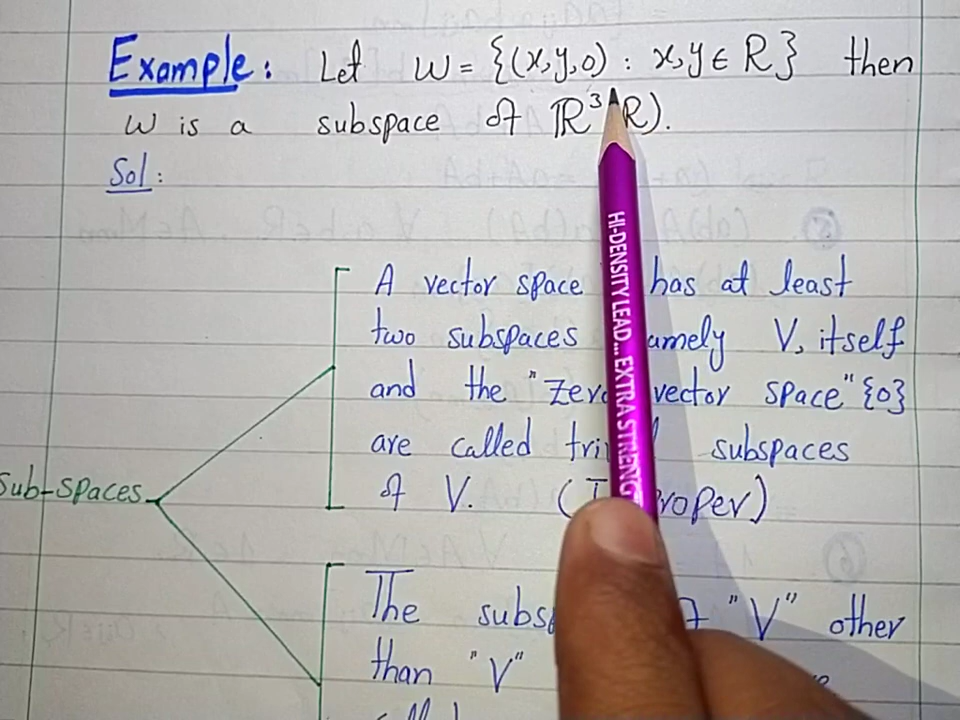 Example: Let W = {(x,y,0) : x,y ∈ R} then
W is a subspace of ℝ³ R).
Sol:
A vector space has at least
two subspaces amely V, itself
and the "Zero vector space" {0}
are called tri subspaces
of V. ( roper)
Sub-Spaces
The of "V" other
than "V"
HI-DENSITY LEAD... EXTRA STRENG